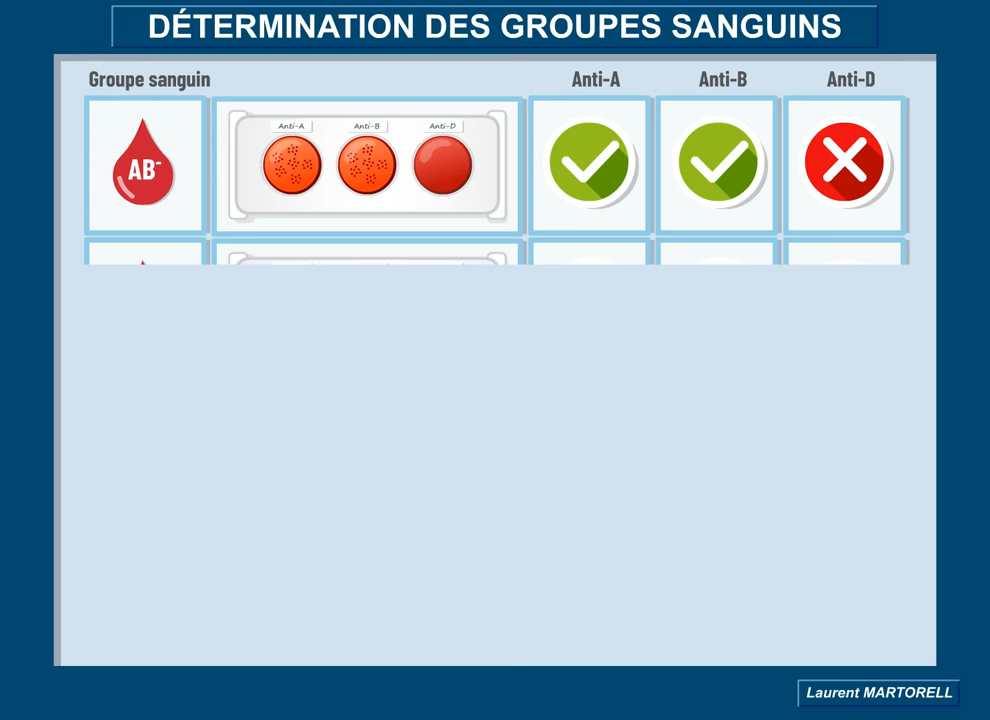 DÉTERMINATION DES GROUPES SANGUINS
Groupe sanguin Anti-A Anti-B Anti-D
Anti-A Anti-B Anti-D
AB-
Laurent MARTORELL